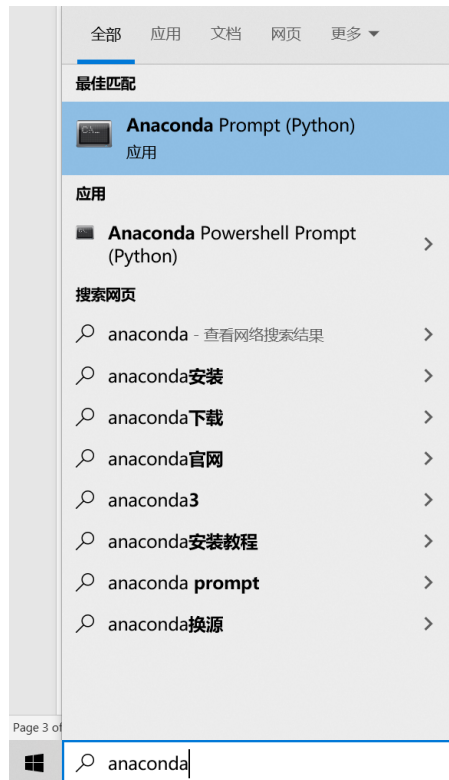 全部 应用 文档 网页 更多
最佳匹配
Anaconda Prompt (Python)
应用
应用
Anaconda Powershell Prompt
(Python)
搜索网页
anaconda - 查看网络搜索结果
anaconda安装
anaconda下载
anaconda官网
anaconda3
anaconda安装教程
anaconda prompt
anaconda换源
Page 3 of
anaconda